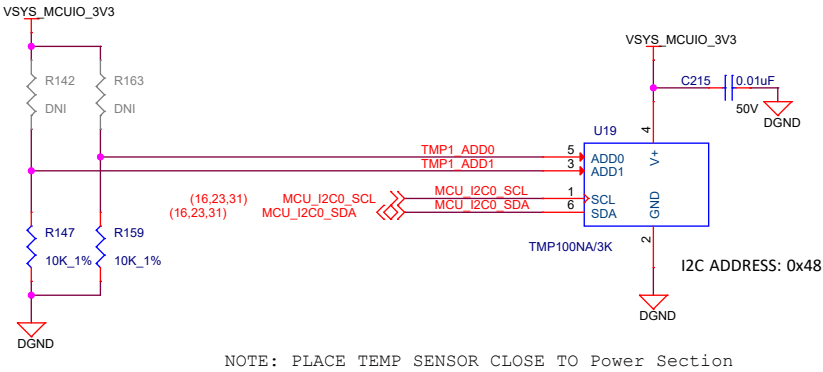 VSYS_MCUIO_3V3
VSYS_MCUIO_3V3
R142
R163
C215
0.01uF
DNI
DNI
50V
DGND
U19
4
TMP1_ADD0
5
ADD0
V+
TMP1_ADD1
3
ADD1
(16,23,31)
MCU_I2C0_SCL
MCU_I2C0_SCL
1
SCL
(16,23,31)
MCU_I2C0_SDA
MCU_I2C0_SDA
6
SDA
GND
R147
R159
2
TMP100NA/3K
10K_1%
10K_1%
I2C ADDRESS: 0x48
DGND
DGND
NOTE: PLACE TEMP SENSOR CLOSE TO Power Section